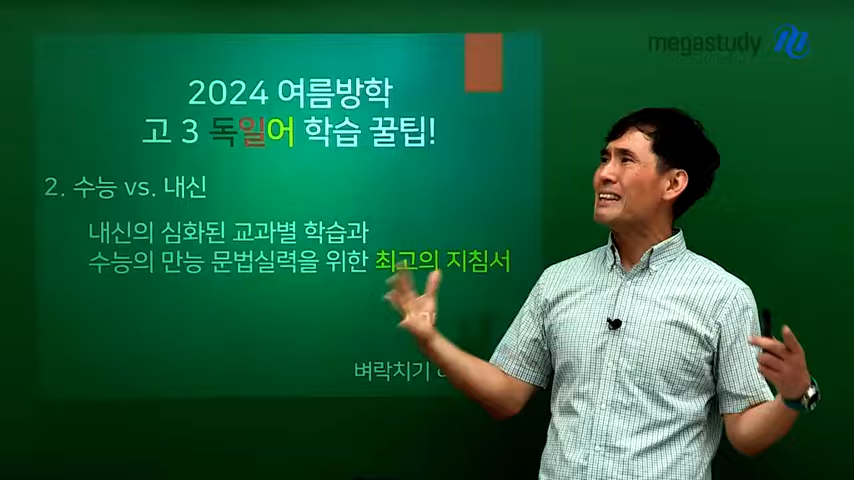 megastudy
2024 여름방학
고 3 독일어 학습 꿀팁!
2. 수능 vs. 내신
내신의 심화된 교과별 학습과
수능의 만능 문법실력을 위한 최고의 지침서
벼락치기